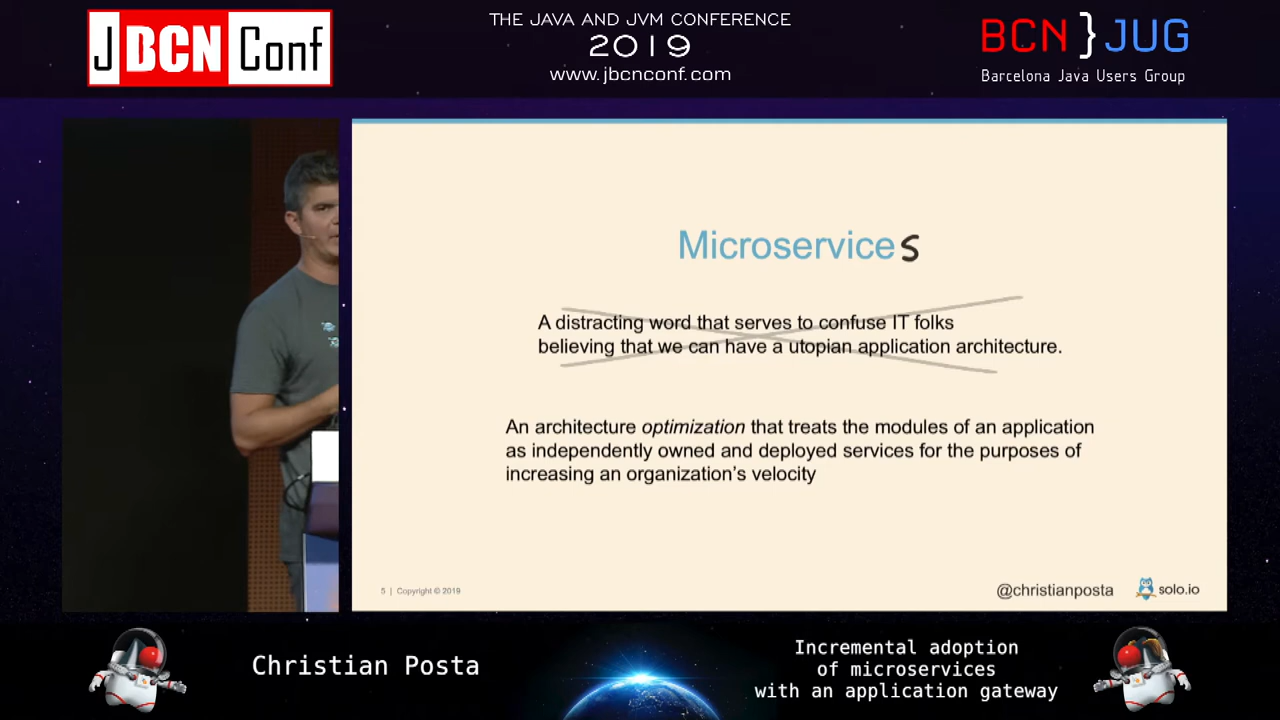 JBCNConf
THE JAVA AND JVM CONFERENCE
2019
www.jbcnconf.com
BCN}JUG
Barcelona Java Users Group
Microservices
A distracting word that serves to confuse IT folks
believing that we can have a utopian application architecture.
An architecture optimization that treats the modules of an application
as independently owned and deployed services for the purposes of
increasing an organization's velocity
5 | Copyright © 2019
@christianposta
solo.io
Christian Posta
Incremental adoption
of microservices
with an application gateway